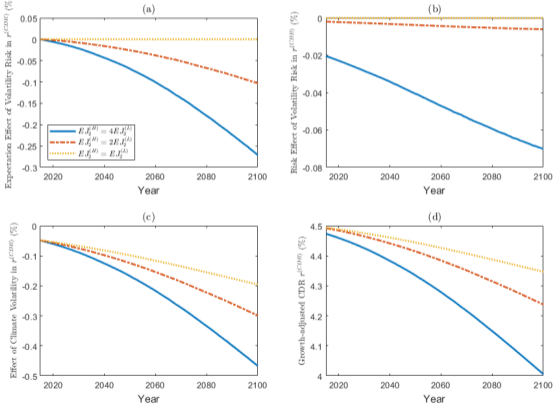 (a)
Expectation Effect of Volatility Risk in r^(CDR) (%)
0.05
0
-0.05
-0.1
-0.15
-0.2
-0.25
-0.3
2020 2040 2060 2080 2100
Year
= 4E
= 2E
= E
(b)
Risk Effect of Volatility Risk in r^(CDR) (%)
0
-0.02
-0.04
-0.06
-0.08
2020 2040 2060 2080 2100
Year
(c)
Effect of Climate Volatility in r^(CDR) (%)
0
-0.1
-0.2
-0.3
-0.4
-0.5
2020 2040 2060 2080 2100
Year
(d)
Growth-adjusted CDR r^(CDR) (%)
4.5
4.4
4.3
4.2
4.1
4
2020 2040 2060 2080 2100
Year